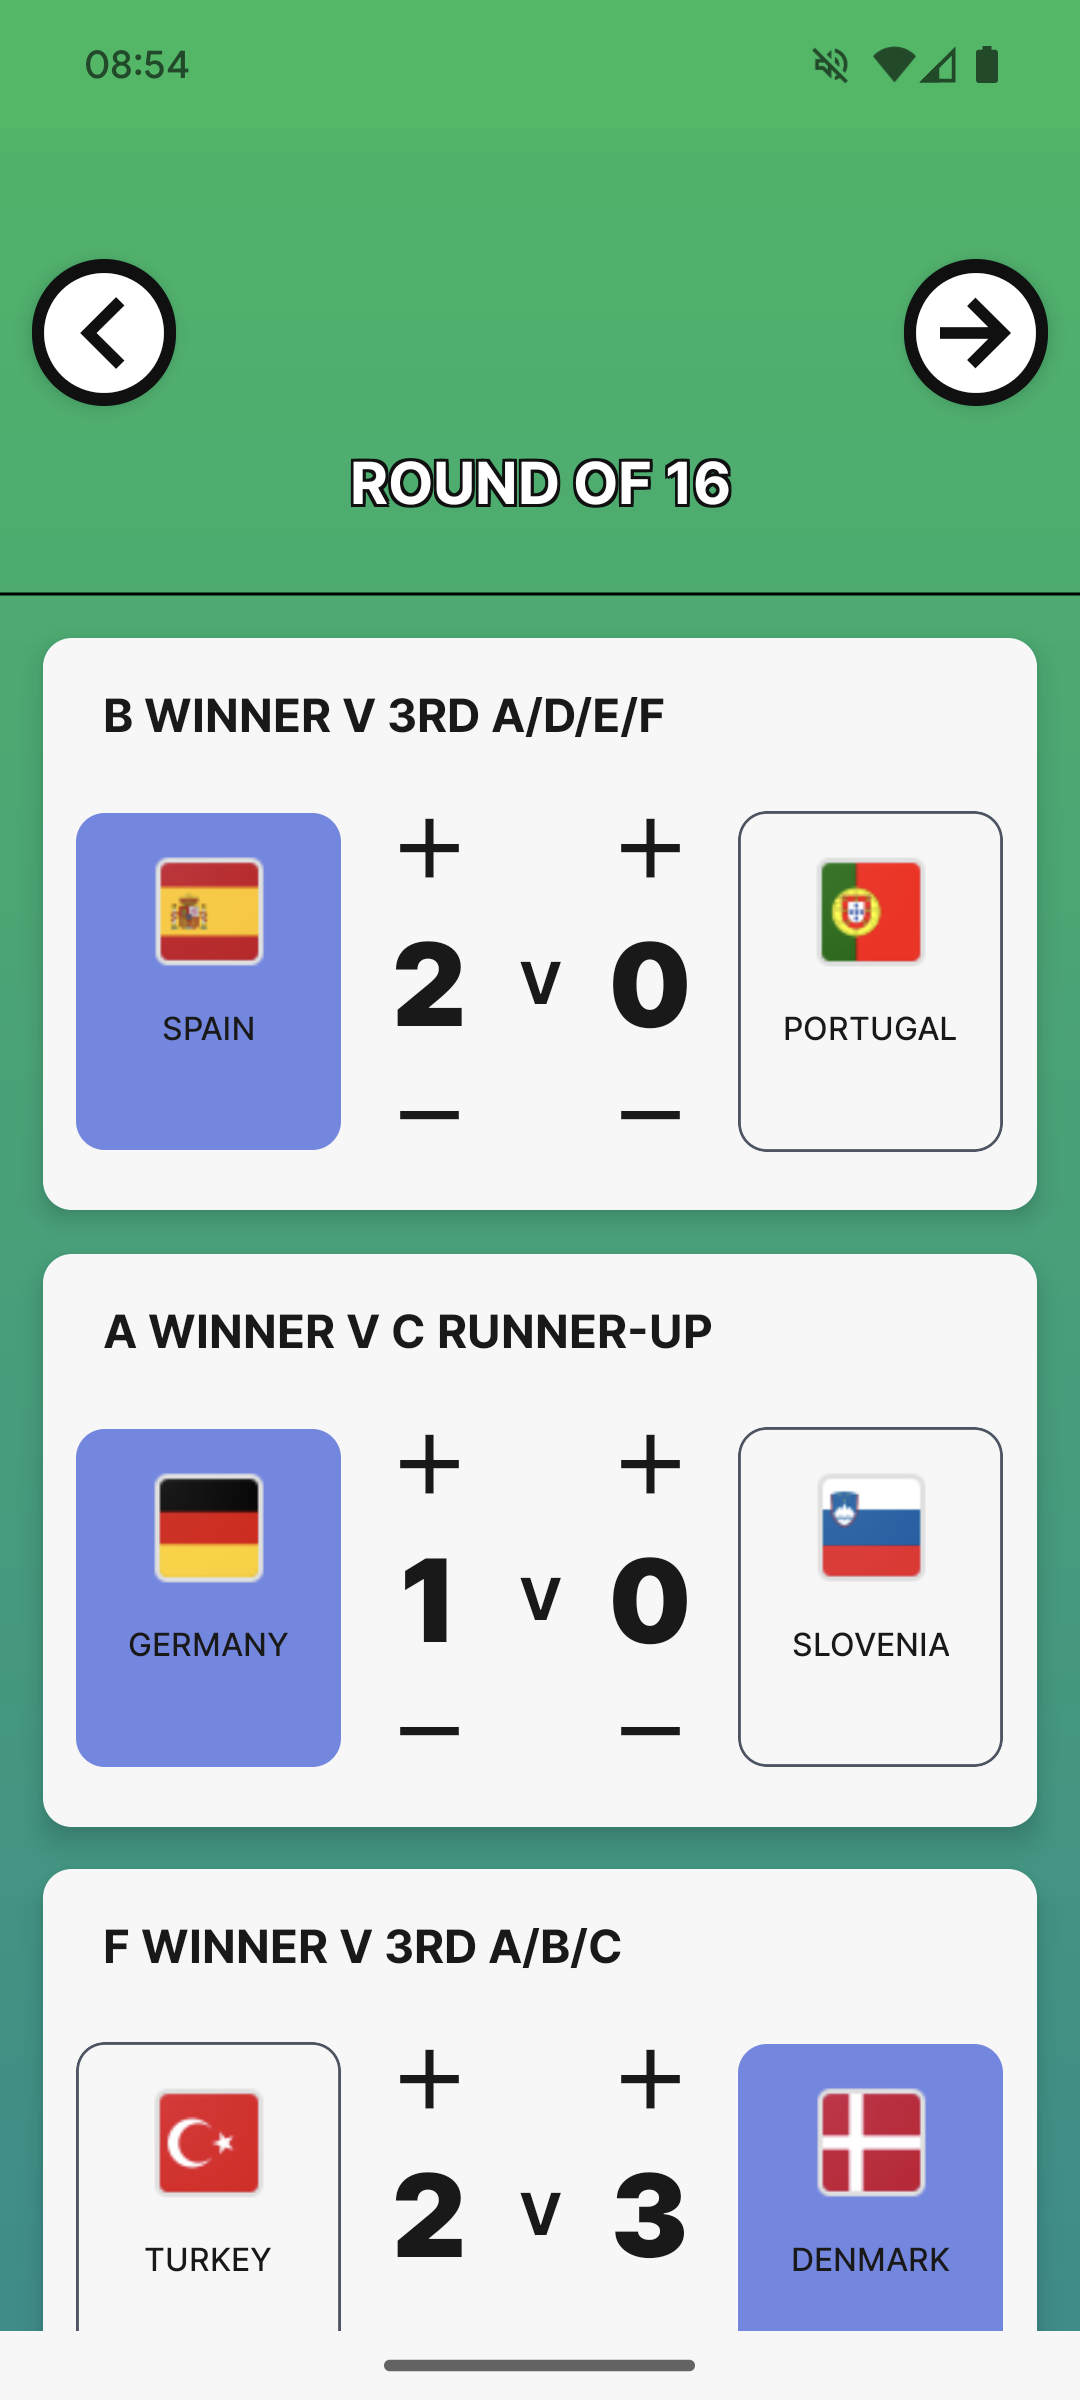 08:54
ROUND OF 16
B WINNER V 3RD A/D/E/F
+ +
2 V 0
SPAIN PORTUGAL
– –
A WINNER V C RUNNER-UP
+ +
1 V 0
GERMANY SLOVENIA
– –
F WINNER V 3RD A/B/C
+ +
2 V 3
TURKEY DENMARK